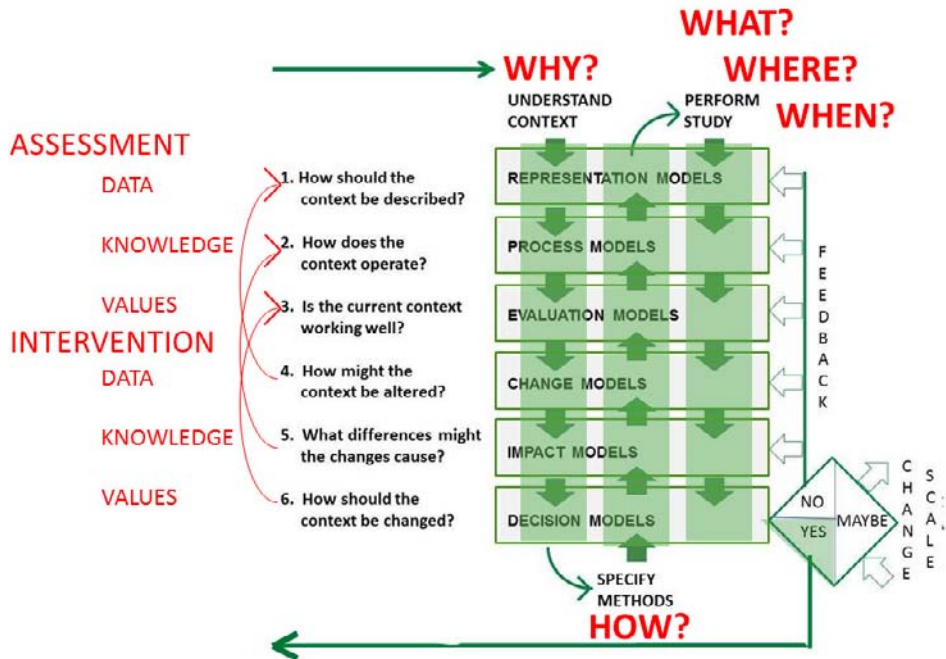 WHAT?
WHY?
WHERE?
UNDERSTAND
CONTEXT
PERFORM
STUDY
WHEN?
ASSESSMENT
DATA
1. How should the
context be described?
REPRESENTATION MODELS
KNOWLEDGE
2. How does the
context operate?
PROCESS MODELS
VALUES
3. Is the current context
working well?
EVALUATION MODELS
INTERVENTION
DATA
4. How might the
context be altered?
CHANGE MODELS
KNOWLEDGE
5. What differences might
the changes cause?
IMPACT MODELS
VALUES
6. How should the
context be changed?
DECISION MODELS
FEEDBACK
NO
YES
MAYBE
CHANGE
SCALE
SPECIFY
METHODS
HOW?